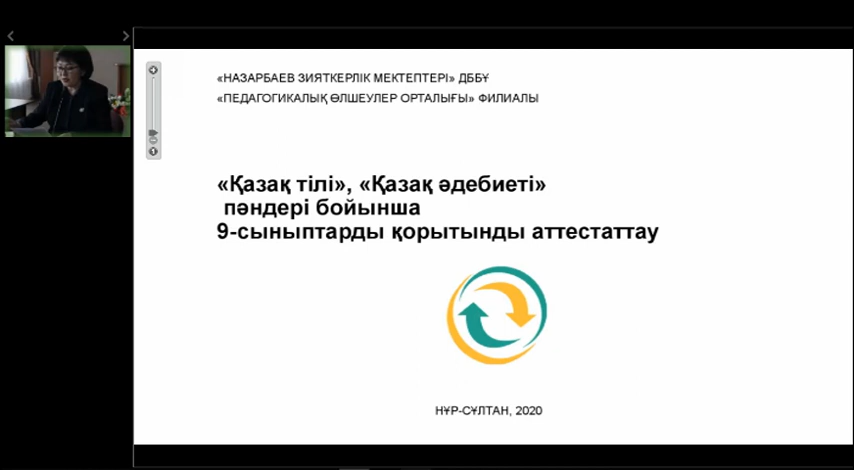 «НАЗАРБАЕВ ЗИЯТКЕРЛІК МЕКТЕПТЕРІ» ДББҰ
«ПЕДАГОГИКАЛЫҚ ӨЛШЕУЛЕР ОРТАЛЫҒЫ» ФИЛИАЛЫ
«Қазақ тілі», «Қазақ әдебиеті»
пәндері бойынша
9-сыныптарды қорытынды аттестаттау
НҰР-СҰЛТАН, 2020